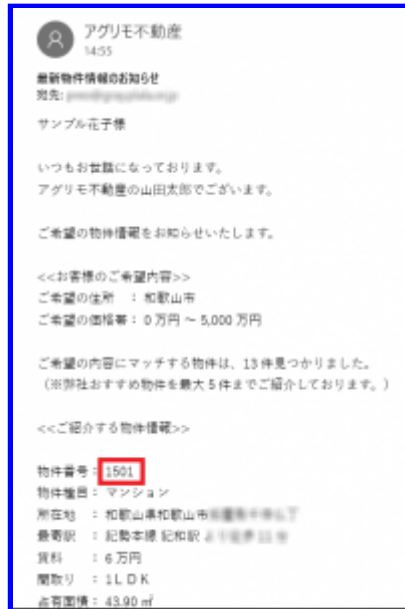 アグリモ不動産
14:55
最新物件情報のお知らせ
宛先:
サンプル花子様
いつもお世話になっております。
アグリモ不動産の山田太郎でございます。
ご希望の物件情報をお知らせいたします。
<<お客様のご希望内容>>
ご希望の住所 : 和歌山市
ご希望の価格帯: 0万円 ~ 5,000 万円
ご希望の内容にマッチする物件は、13 件見つかりました。
(※弊社おすすめ物件を最大5件までご紹介しております。)
<<ご紹介する物件情報>>
物件番号: 1501
物件種目: マンション
所在地 : 和歌山県和歌山市
最寄駅 : 紀勢本線 紀和駅
賃料 : 6万円
間取り : 1LDK
占有面積: 43.90 ㎡